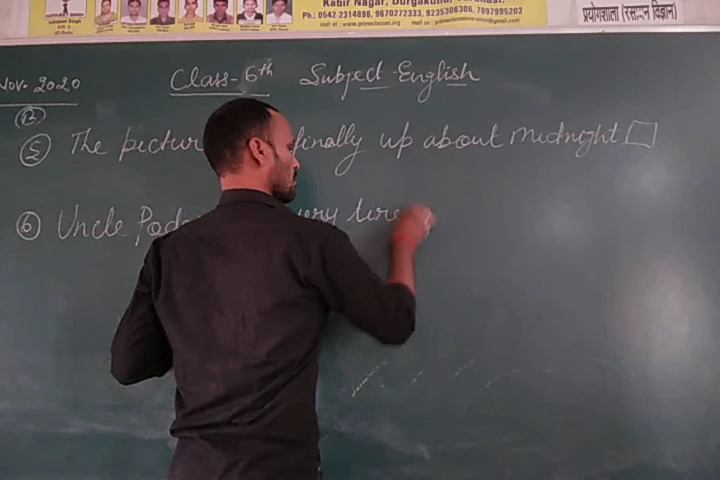 Kabir Nagar, Durgakund, Varanasi.
Ph.: 0542-2314898, 9670272333, 9235306306, 7897995202
प्रयोगशाला (रसायन विज्ञान)
Nov. 2020
Class-6th Subject-English
⑤ The pictur finally up about midnight □
⑥ Uncle Pod very tire